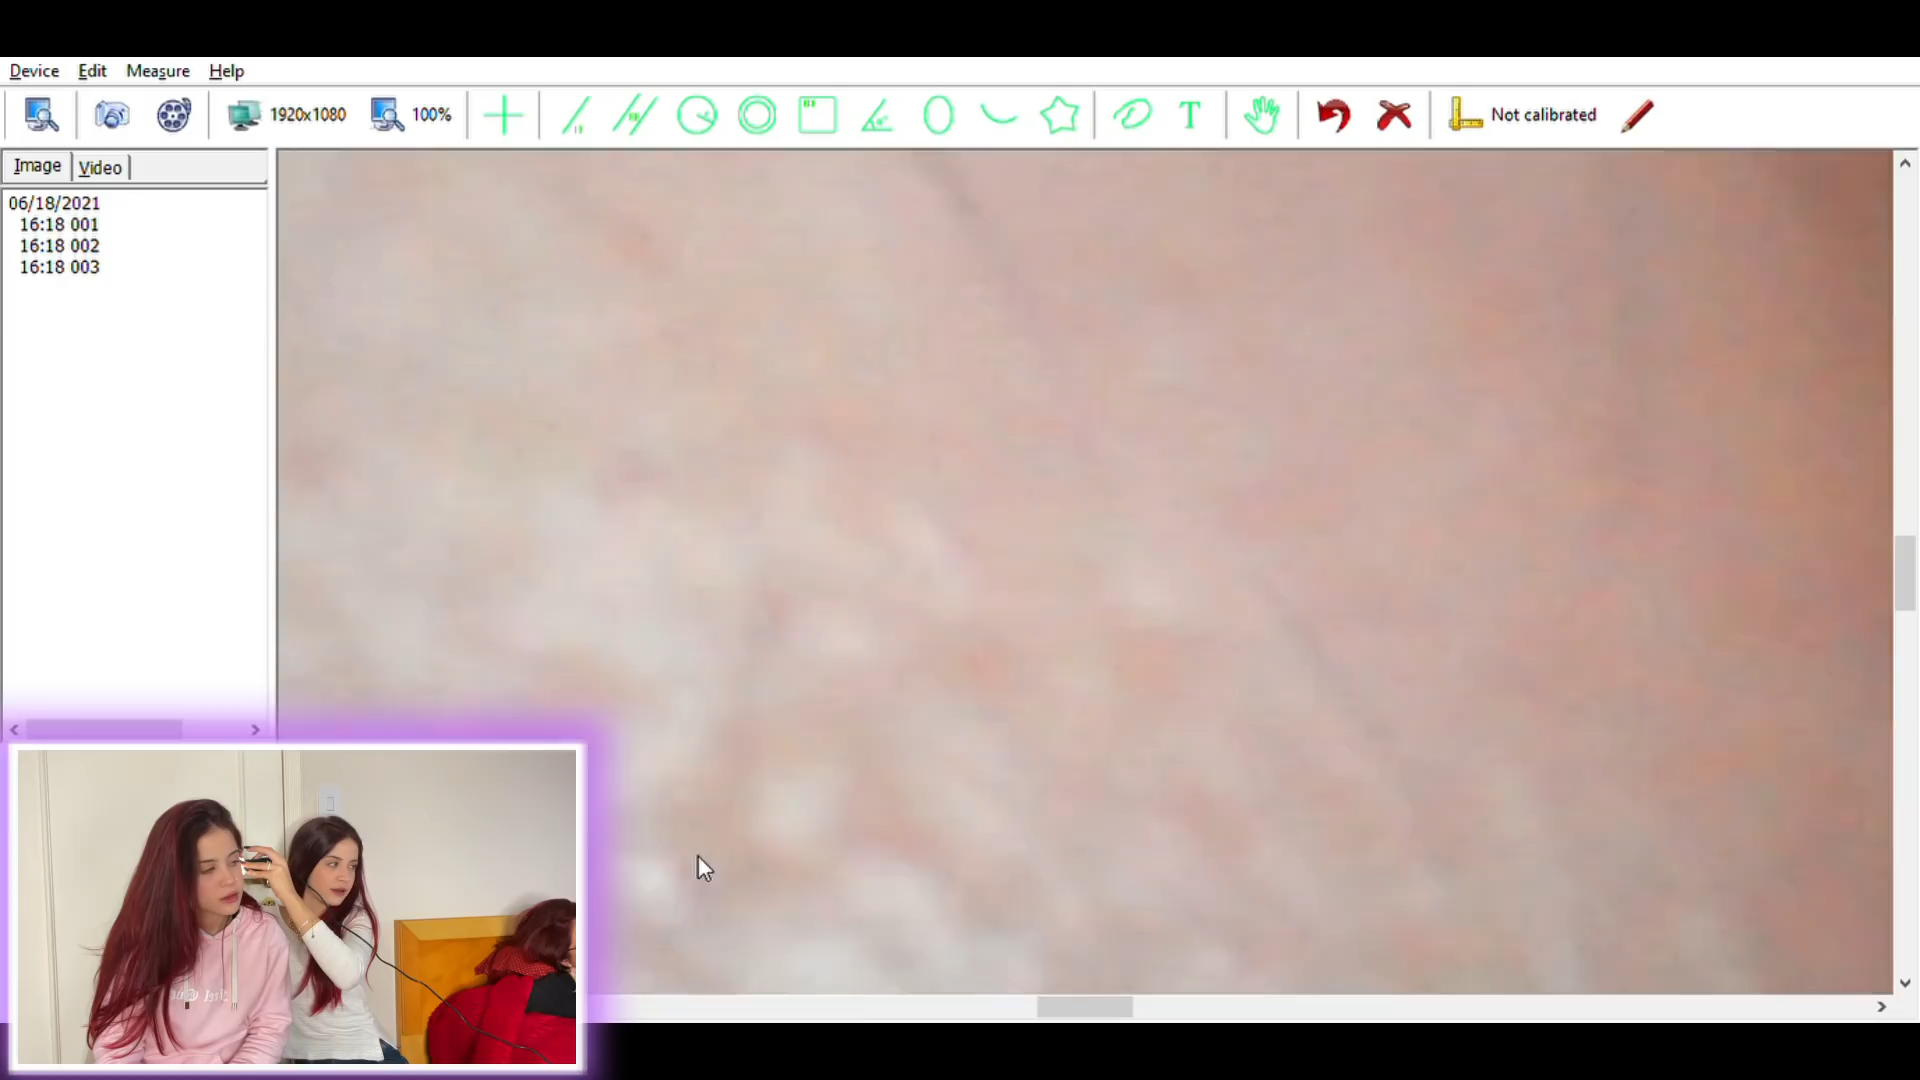 Device Edit Measure Help
1920x1080 100% T Not calibrated
Image Video
06/18/2021
16:18 001
16:18 002
16:18 003